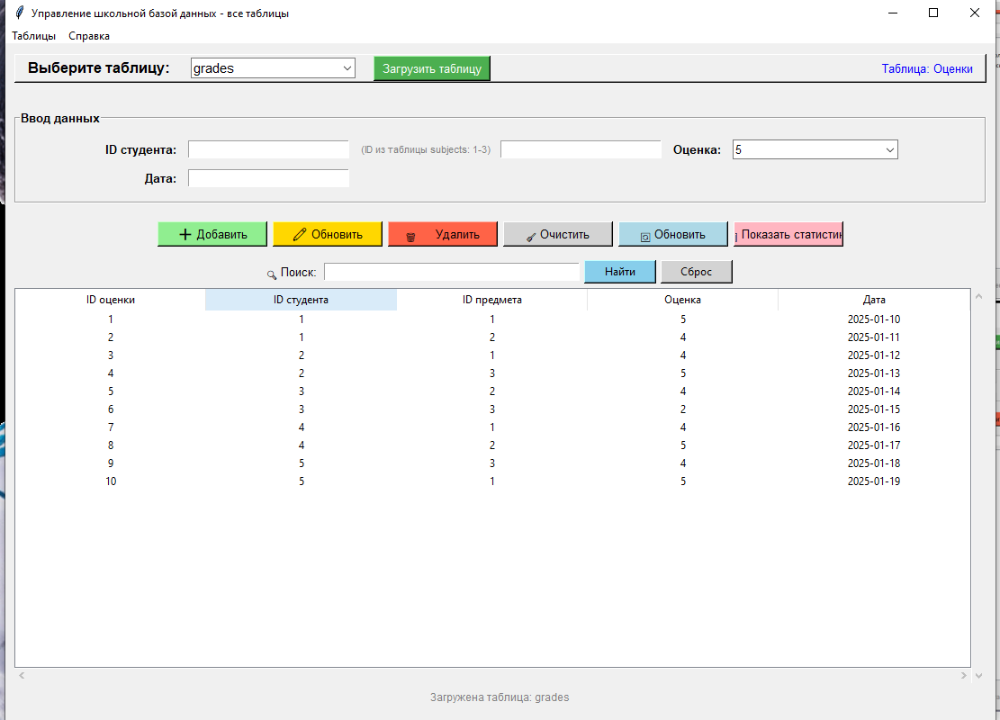 Управление школьной базой данных - все таблицы
Таблицы Справка
Выберите таблицу: grades Загрузить таблицу Таблица: Оценки
Ввод данных
ID студента: (ID из таблицы subjects: 1-3) Оценка: 5
Дата:
Добавить Обновить Удалить Очистить Обновить Показать статистик
Поиск: Найти Сброс
ID оценки ID студента ID предмета Оценка Дата
1 1 1 5 2025-01-10
2 1 2 4 2025-01-11
3 2 1 4 2025-01-12
4 2 3 5 2025-01-13
5 3 2 4 2025-01-14
6 3 3 2 2025-01-15
7 4 1 4 2025-01-16
8 4 2 5 2025-01-17
9 5 3 4 2025-01-18
10 5 1 5 2025-01-19
Загружена таблица: grades